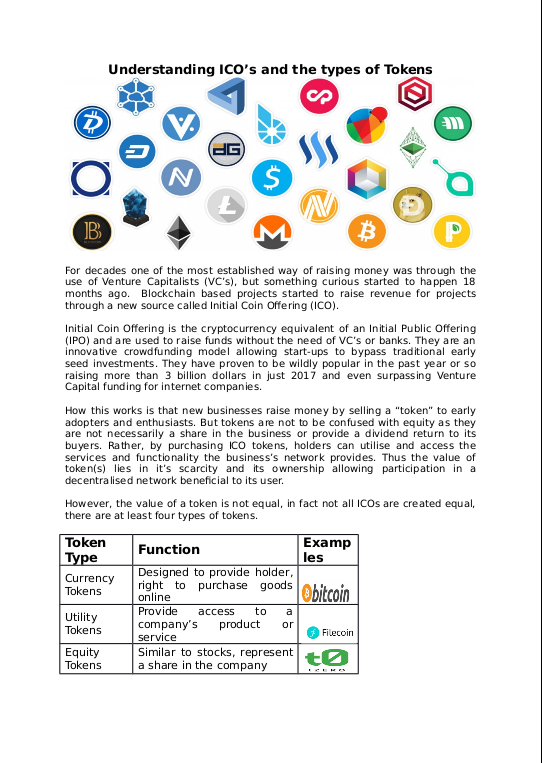 Understanding ICO's and the types of Tokens
For decades one of the most established way of raising money was through the
use of Venture Capitalists (VC's), but something curious started to happen 18
months ago. Blockchain based projects started to raise revenue for projects
through a new source called Initial Coin Offering (ICO).
Initial Coin Offering is the cryptocurrency equivalent of an Initial Public Offering
(IPO) and are used to raise funds without the need of VC's or banks. They are an
innovative crowdfunding model allowing start-ups to bypass traditional early
seed investments. They have proven to be wildly popular in the past year or so
raising more than 3 billion dollars in just 2017 and even surpassing Venture
Capital funding for internet companies.
How this works is that new businesses raise money by selling a “token” to early
adopters and enthusiasts. But tokens are not to be confused with equity as they
are not necessarily a share in the business or provide a dividend return to its
buyers. Rather, by purchasing ICO tokens, holders can utilise and access the
services and functionality the business's network provides. Thus the value of
token(s) lies in it's scarcity and its ownership allowing participation in a
decentralised network beneficial to its user.
However, the value of a token is not equal, in fact not all ICOs are created equal,
there are at least four types of tokens.
Token
Type
Function
Examp
les
Currency
Tokens
Designed to provide holder,
right to purchase goods
online
bitcoin
Utility
Tokens
Provide access to a
company's product or
service
Filecoin
Equity
Tokens
Similar to stocks, represent
a share in the company
t0